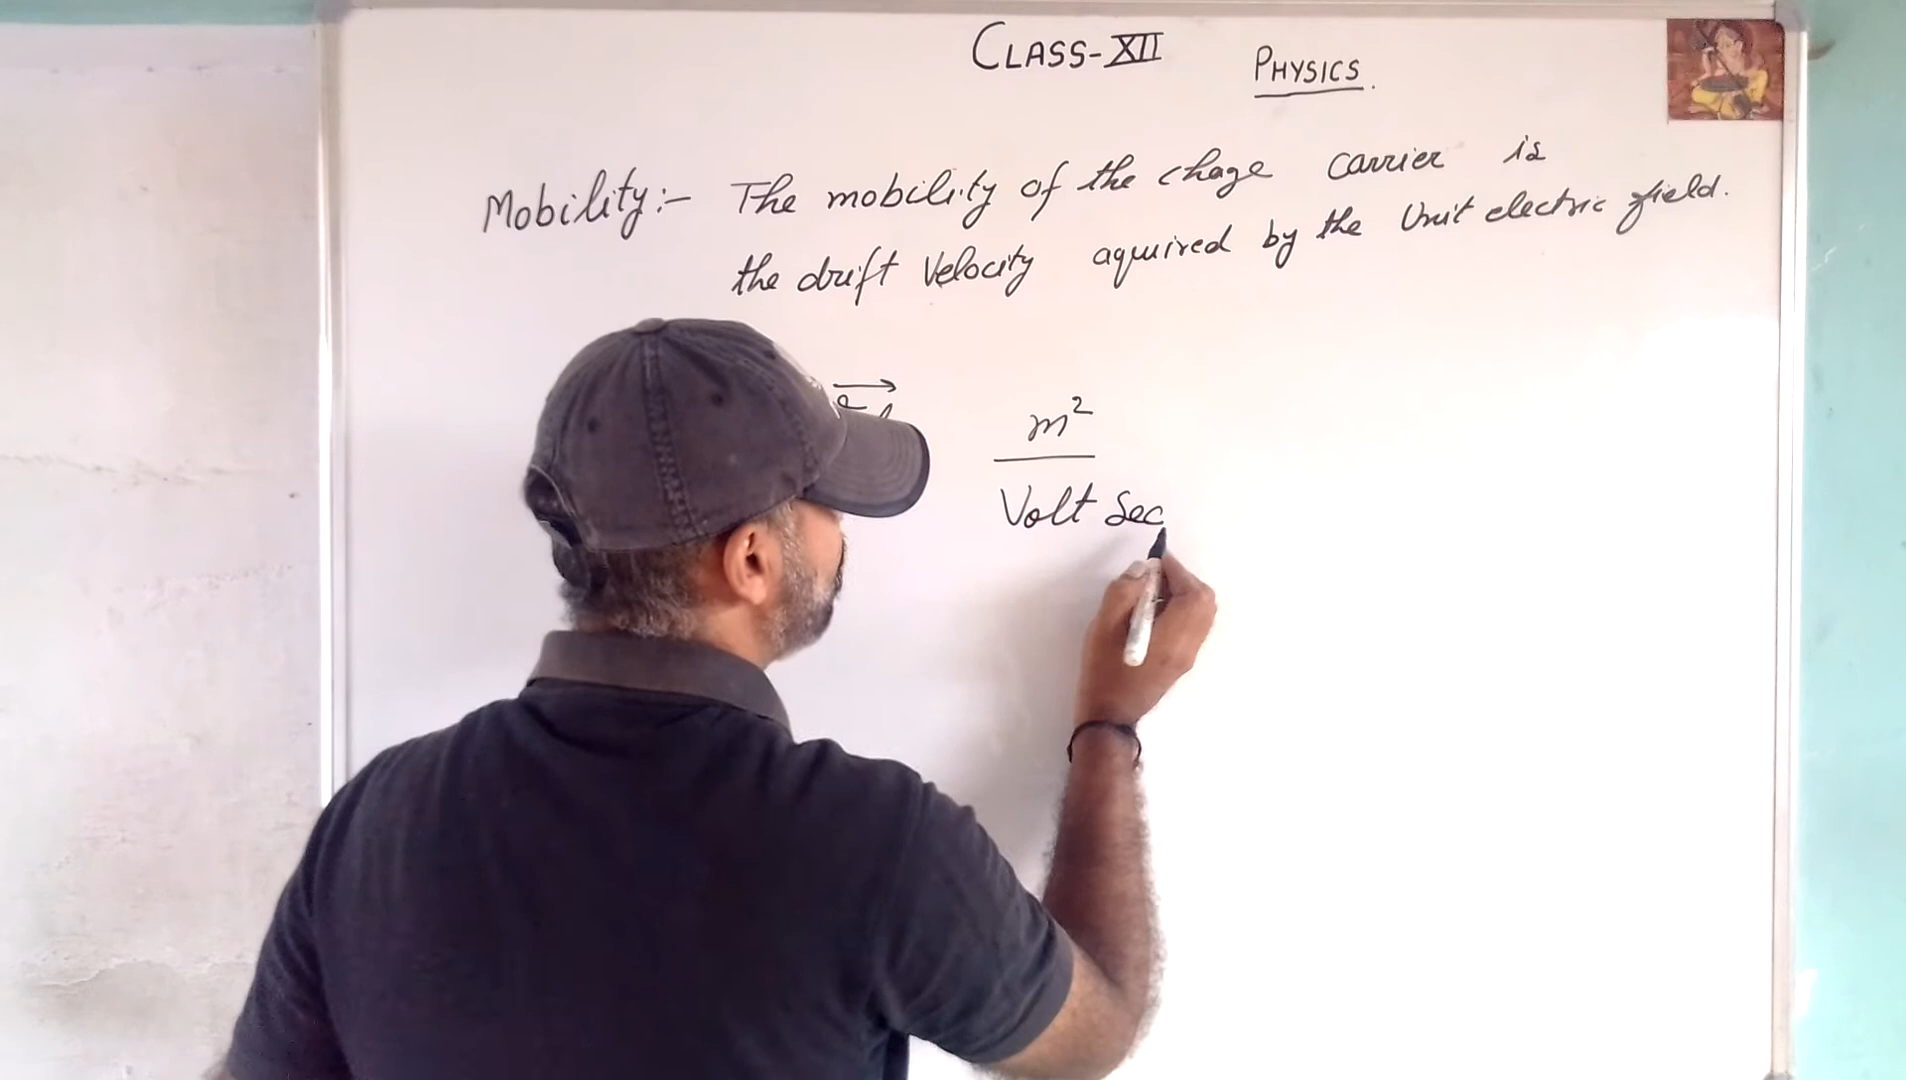 CLASS-XII
PHYSICS.
Mobility:- The mobility of the chage carrier is
the drift velocity aquired by the Unit electric field.
m²
Volt Sec